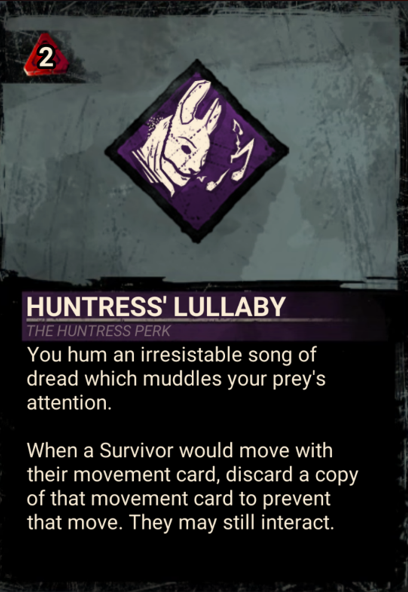 2
HUNTRESS' LULLABY
THE HUNTRESS PERK
You hum an irresistable song of
dread which muddles your prey's
attention.
When a Survivor would move with
their movement card, discard a copy
of that movement card to prevent
that move. They may still interact.